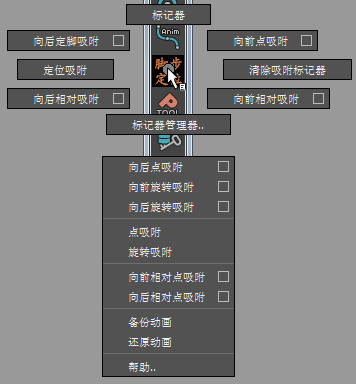 标记器
Anim
向后定脚吸附
向前点吸附
脚步
定位
定位吸附
清除吸附标记器
向后相对吸附
向前相对吸附
TOOL
标记器管理器..
向后点吸附
向前旋转吸附
向后旋转吸附
点吸附
旋转吸附
向前相对点吸附
向后相对点吸附
备份动画
还原动画
帮助..